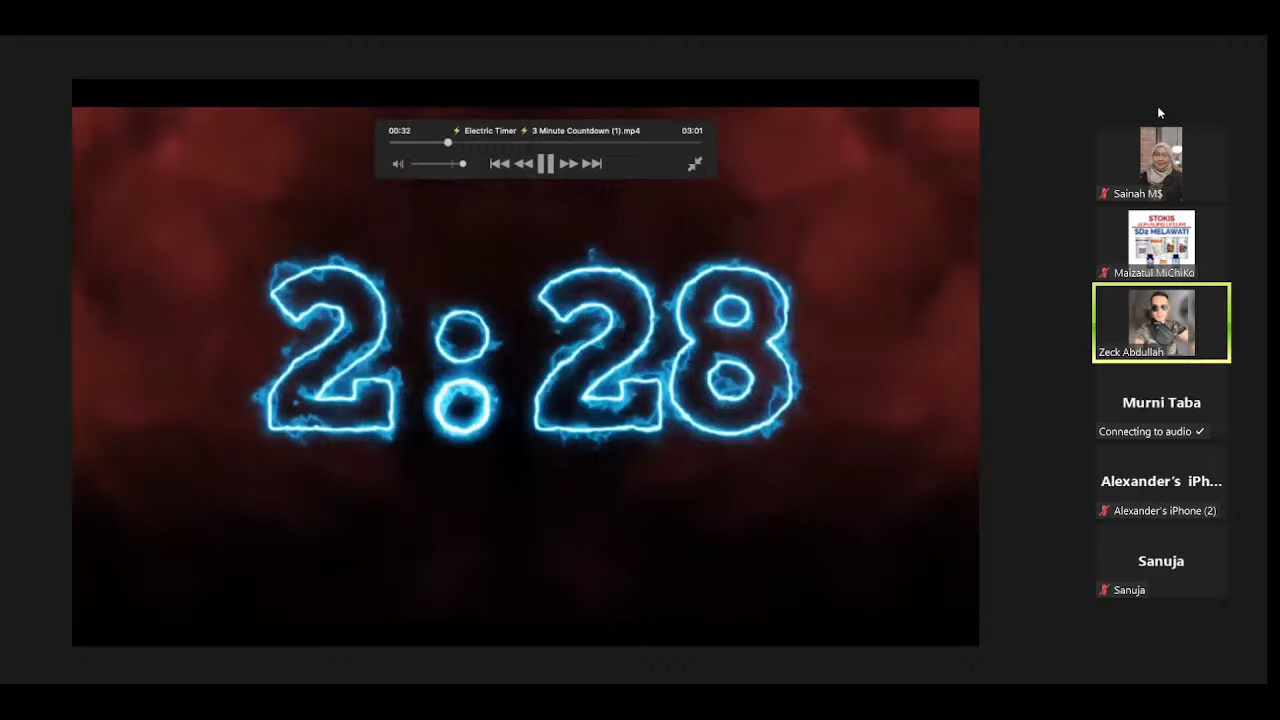 00:32 ⚡ Electric Timer ⚡ 3 Minute Countdown (1).mp4 03:01
2:28
Sainah M$
STOKIS
SD2 MELAWATI
Maizatul MiChiKo
Zeck Abdullah
Murni Taba
Connecting to audio ✓
Alexander's iPh...
Alexander's iPhone (2)
Sanuja
Sanuja